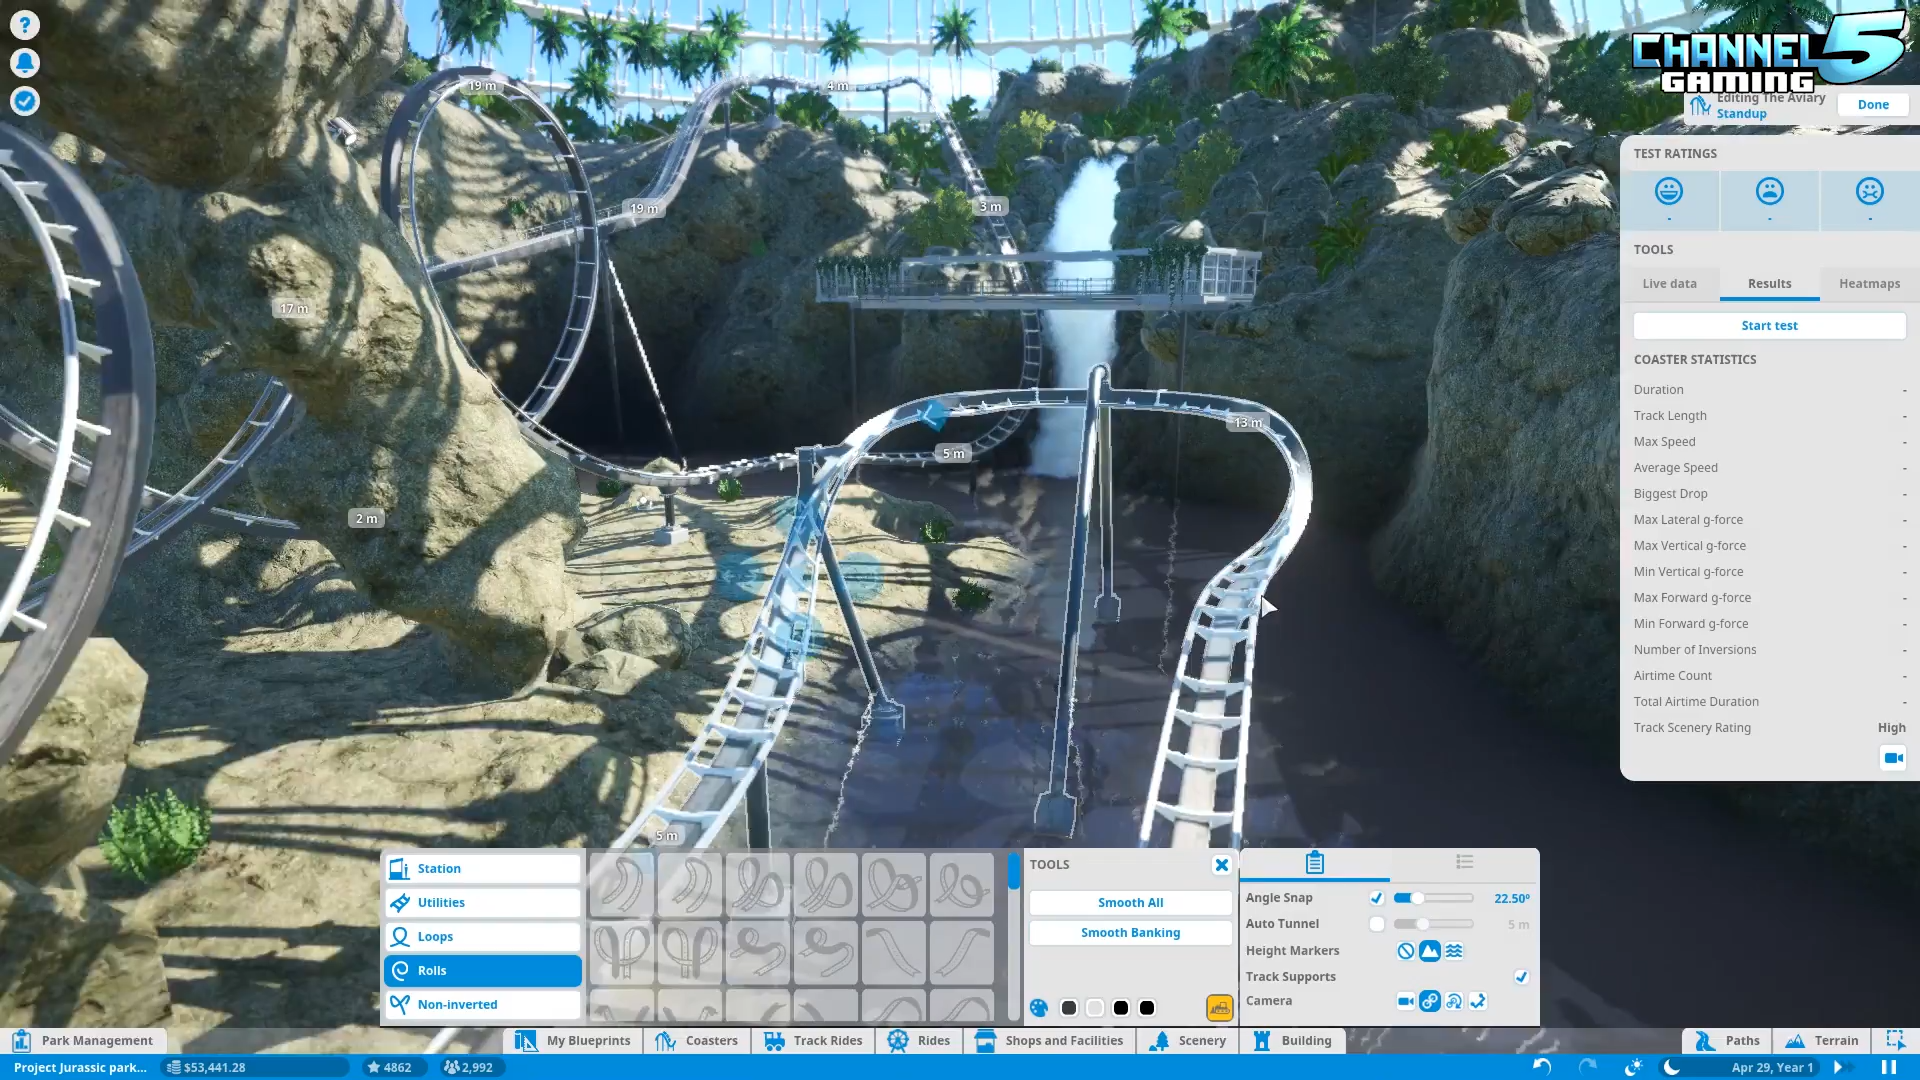 CHANNEL 5
GAMING
Editing The Aviary
Standup
Done
TEST RATINGS
-
-
-
TOOLS
Live data
Results
Heatmaps
Start test
COASTER STATISTICS
Duration -
Track Length -
Max Speed -
Average Speed -
Biggest Drop -
Max Lateral g-force -
Max Vertical g-force -
Min Vertical g-force -
Max Forward g-force -
Min Forward g-force -
Number of Inversions -
Airtime Count -
Total Airtime Duration -
Track Scenery Rating High
?
19 m
4 m
19 m
3 m
17 m
13 m
5 m
2 m
5 m
Station
Utilities
Loops
Rolls
Non-inverted
TOOLS
Smooth All
Smooth Banking
Angle Snap 22.50°
Auto Tunnel 5 m
Height Markers
Track Supports
Camera
Park Management
My Blueprints
Coasters
Track Rides
Rides
Shops and Facilities
Scenery
Building
Paths
Terrain
Project Jurassic park...
$53,441.28
4862
2,992
Apr 29, Year 1